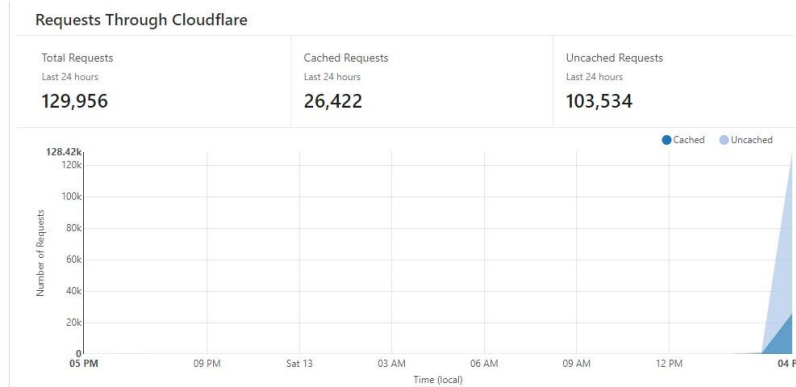 Requests Through Cloudflare
Total Requests
Last 24 hours
129,956
Cached Requests
Last 24 hours
26,422
Uncached Requests
Last 24 hours
103,534
Cached Uncached
128.42k
120k
100k
80k
60k
40k
20k
0
Number of Requests
05 PM 09 PM Sat 13 03 AM 06 AM 09 AM 12 PM 04 P
Time (local)